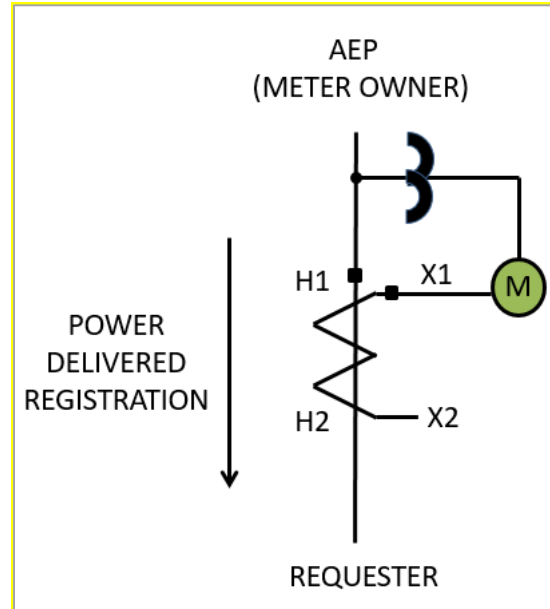 AEP
(METER OWNER)
H1
X1
M
POWER
DELIVERED
REGISTRATION
H2
X2
REQUESTER